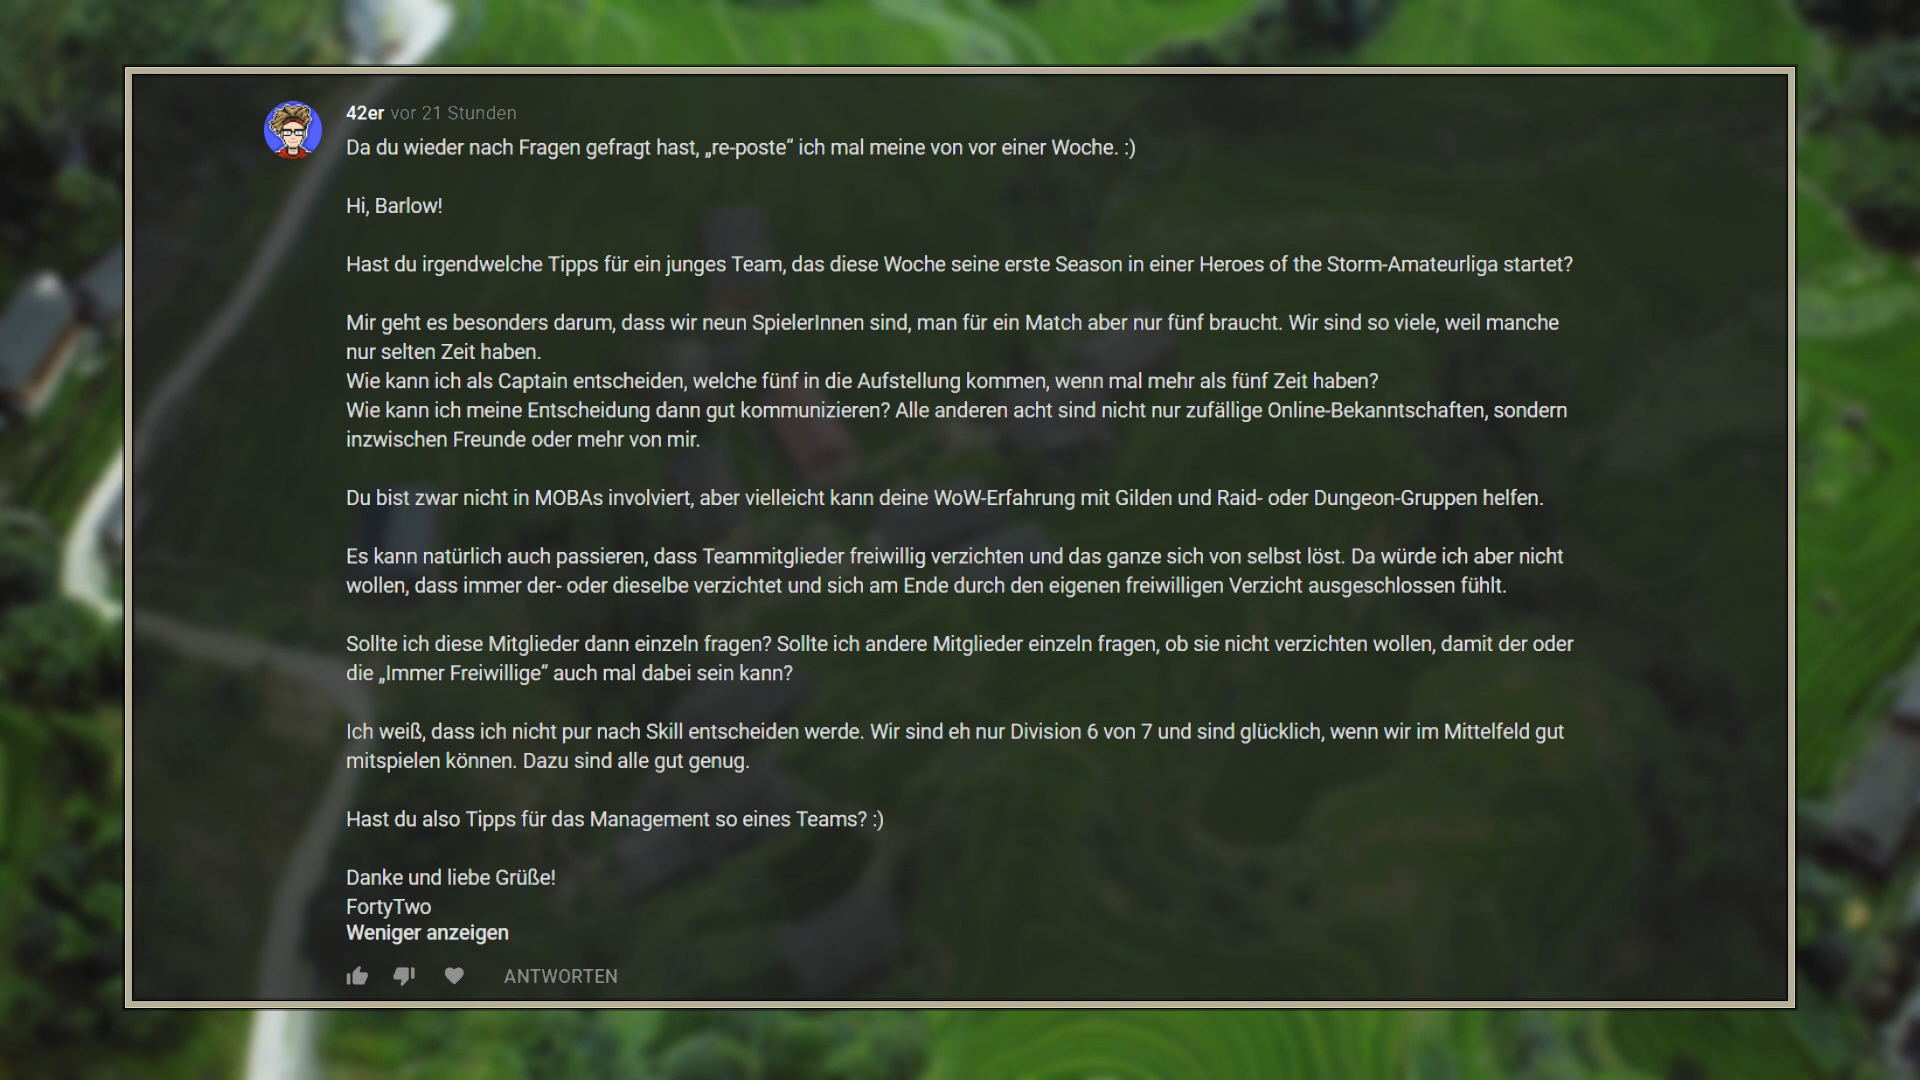 42er vor 21 Stunden
Da du wieder nach Fragen gefragt hast, „re-poste“ ich mal meine von vor einer Woche. :)
Hi, Barlow!
Hast du irgendwelche Tipps für ein junges Team, das diese Woche seine erste Season in einer Heroes of the Storm-Amateurliga startet?
Mir geht es besonders darum, dass wir neun SpielerInnen sind, man für ein Match aber nur fünf braucht. Wir sind so viele, weil manche
nur selten Zeit haben.
Wie kann ich als Captain entscheiden, welche fünf in die Aufstellung kommen, wenn mal mehr als fünf Zeit haben?
Wie kann ich meine Entscheidung dann gut kommunizieren? Alle anderen acht sind nicht nur zufällige Online-Bekanntschaften, sondern
inzwischen Freunde oder mehr von mir.
Du bist zwar nicht in MOBAs involviert, aber vielleicht kann deine WoW-Erfahrung mit Gilden und Raid- oder Dungeon-Gruppen helfen.
Es kann natürlich auch passieren, dass Teammitglieder freiwillig verzichten und das ganze sich von selbst löst. Da würde ich aber nicht
wollen, dass immer der- oder dieselbe verzichtet und sich am Ende durch den eigenen freiwilligen Verzicht ausgeschlossen fühlt.
Sollte ich diese Mitglieder dann einzeln fragen? Sollte ich andere Mitglieder einzeln fragen, ob sie nicht verzichten wollen, damit der oder
die „Immer Freiwillige“ auch mal dabei sein kann?
Ich weiß, dass ich nicht pur nach Skill entscheiden werde. Wir sind eh nur Division 6 von 7 und sind glücklich, wenn wir im Mittelfeld gut
mitspielen können. Dazu sind alle gut genug.
Hast du also Tipps für das Management so eines Teams? :)
Danke und liebe Grüße!
FortyTwo
Weniger anzeigen
ANTWORTEN